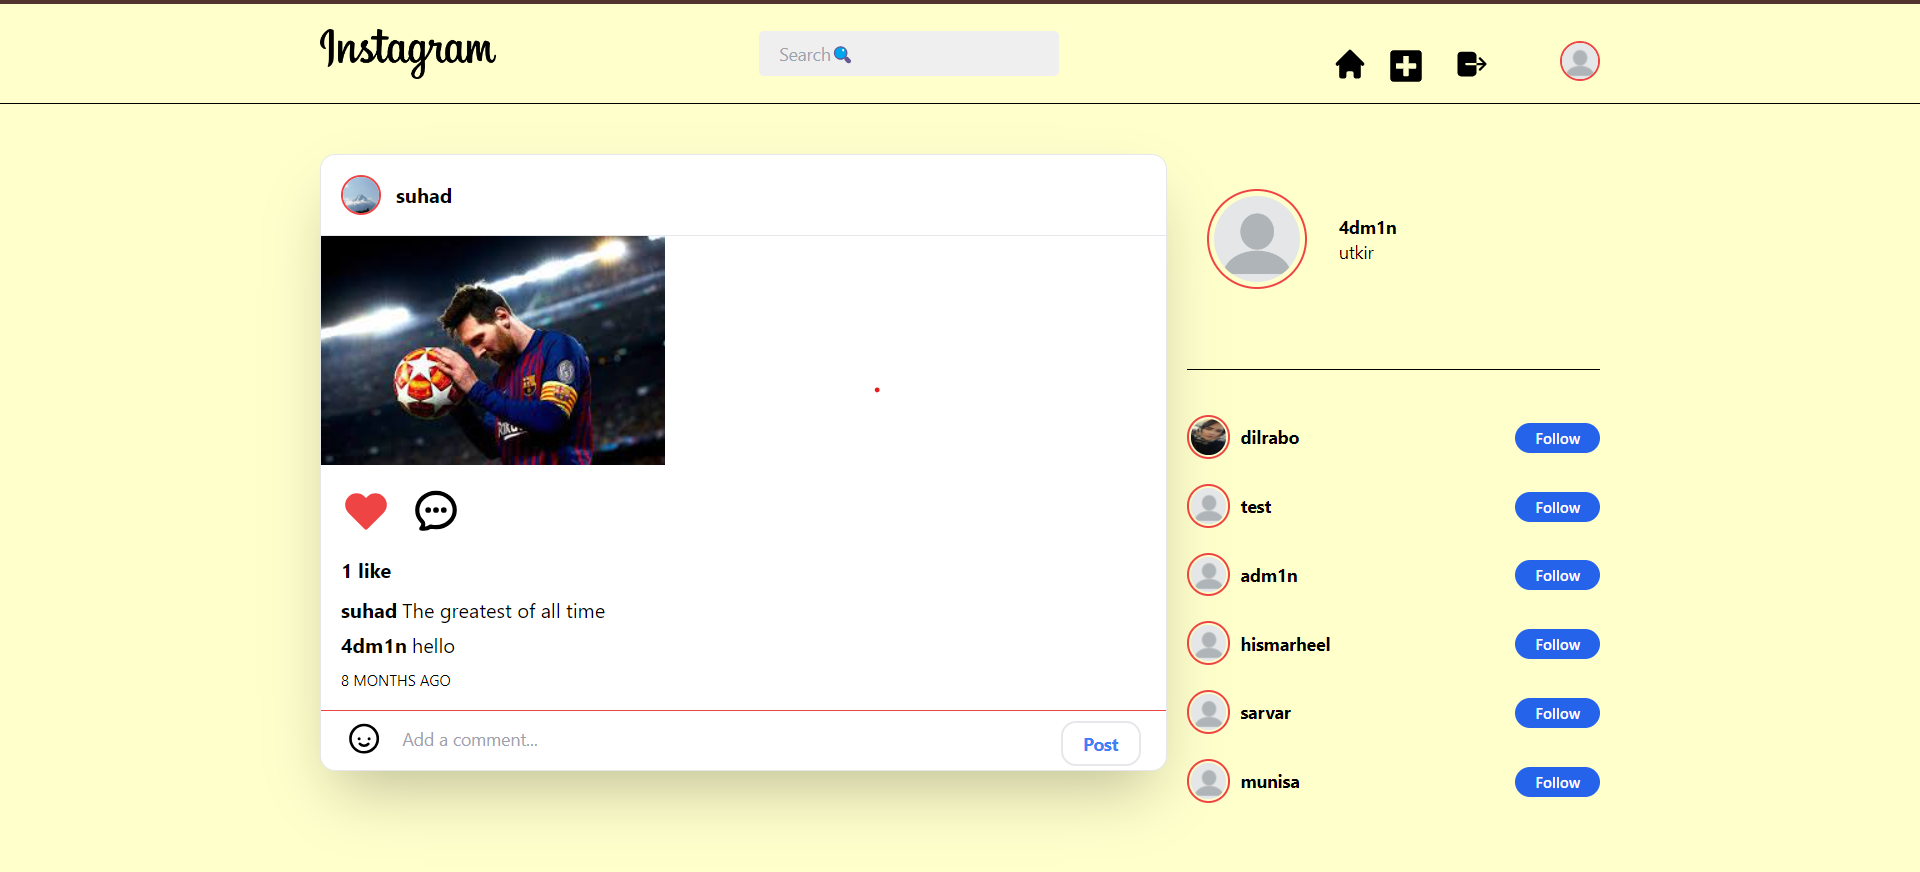 Instagram
Search
suhad
1 like
suhad The greatest of all time
4dm1n hello
8 MONTHS AGO
Add a comment...
Post
4dm1n
utkir
dilrabo Follow
test Follow
adm1n Follow
hismarheel Follow
sarvar Follow
munisa Follow